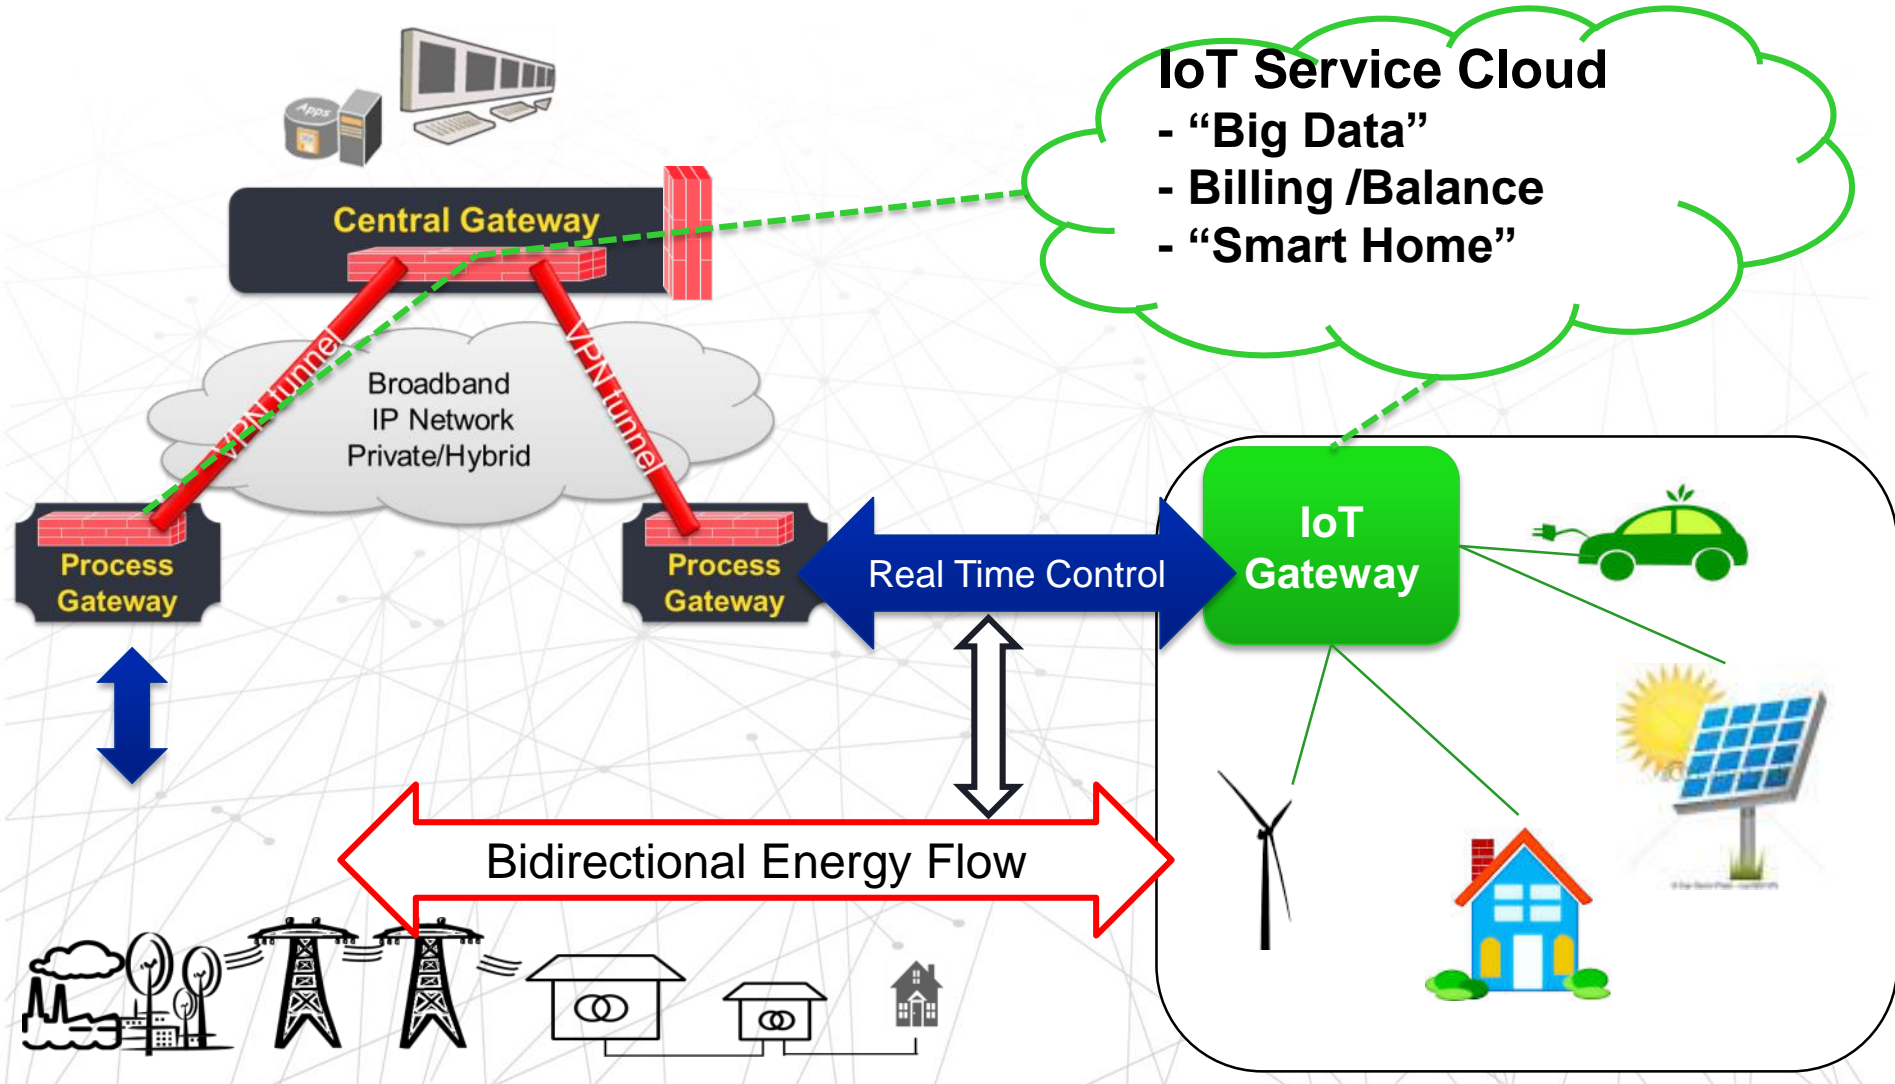 Apps
IoT Service Cloud
- “Big Data”
- Billing /Balance
- “Smart Home”
Central Gateway
VPN tunnel
VPN tunnel
Broadband
IP Network
Private/Hybrid
Process
Gateway
Process
Gateway
Real Time Control
IoT
Gateway
Bidirectional Energy Flow